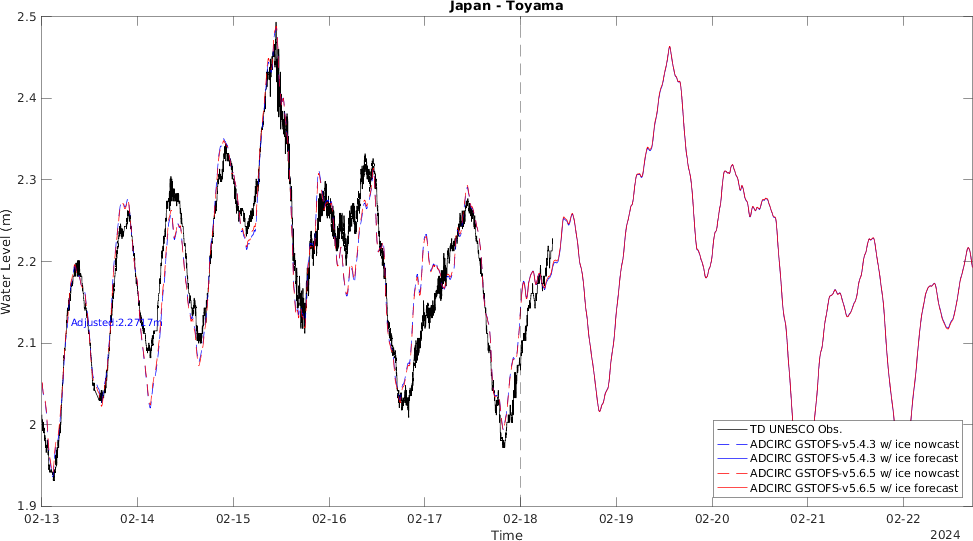 Japan - Toyama
2.5
2.4
2.3
2.2
2.1
2
1.9
Water Level (m)
02-13
02-14
02-15
02-16
02-17
02-18
02-19
02-20
02-21
02-22
Time
2024
TD UNESCO Obs.
ADCIRC GSTOFS-v5.4.3 w/ ice nowcast
ADCIRC GSTOFS-v5.4.3 w/ ice forecast
ADCIRC GSTOFS-v5.6.5 w/ ice nowcast
ADCIRC GSTOFS-v5.6.5 w/ ice forecast